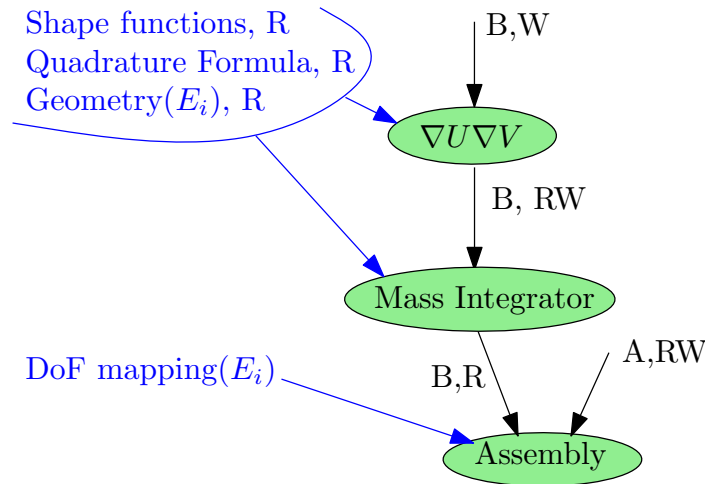 Shape functions, R
Quadrature Formula, R
Geometry(E_i), R
B,W
∇U∇V
B, RW
Mass Integrator
DoF mapping(E_i)
B,R
A,RW
Assembly